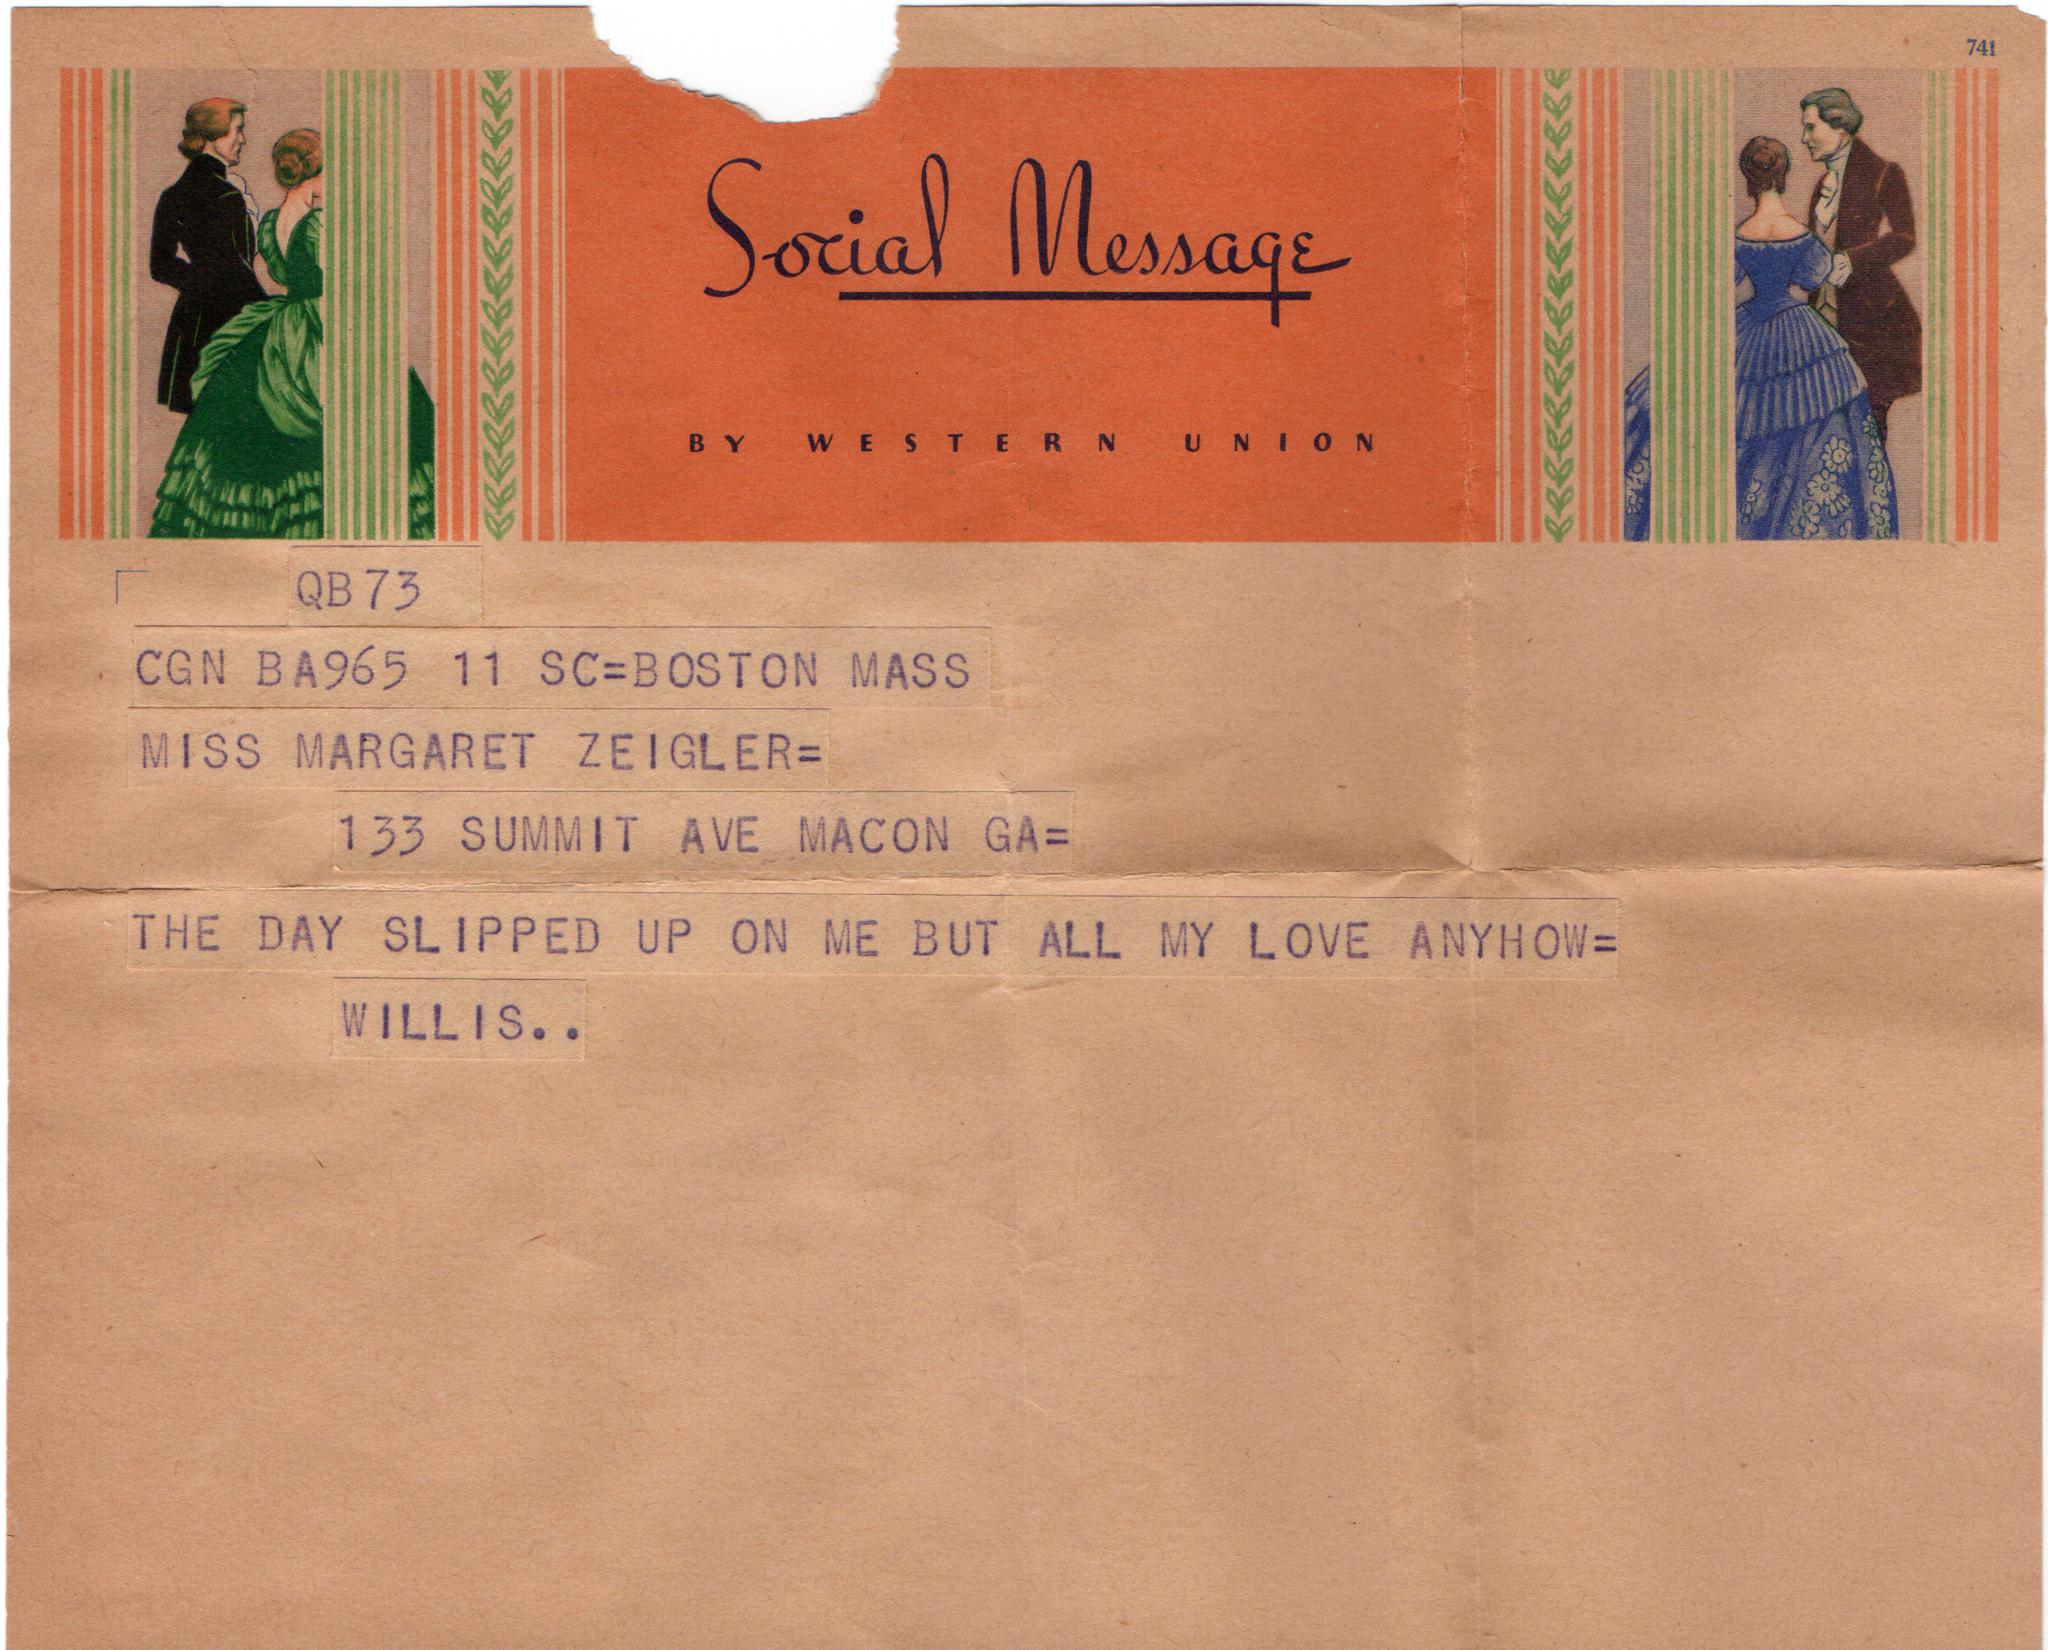 741
Social Message
BY WESTERN UNION
QB73
CGN BA965 11 SC=BOSTON MASS
MISS MARGARET ZEIGLER=
133 SUMMIT AVE MACON GA=
THE DAY SLIPPED UP ON ME BUT ALL MY LOVE ANYHOW=
WILLIS..